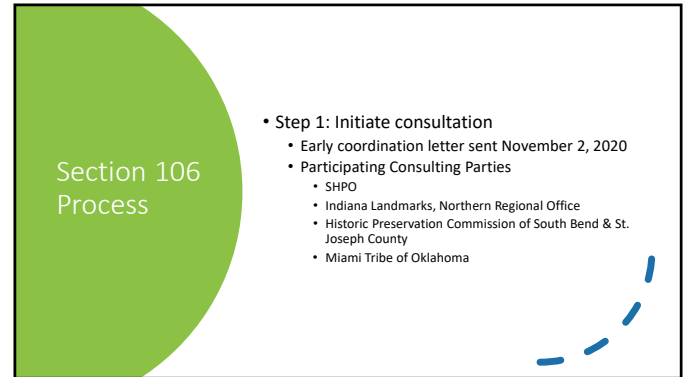 Section 106
Process
• Step 1: Initiate consultation
• Early coordination letter sent November 2, 2020
• Participating Consulting Parties
• SHPO
• Indiana Landmarks, Northern Regional Office
• Historic Preservation Commission of South Bend & St.
Joseph County
• Miami Tribe of Oklahoma